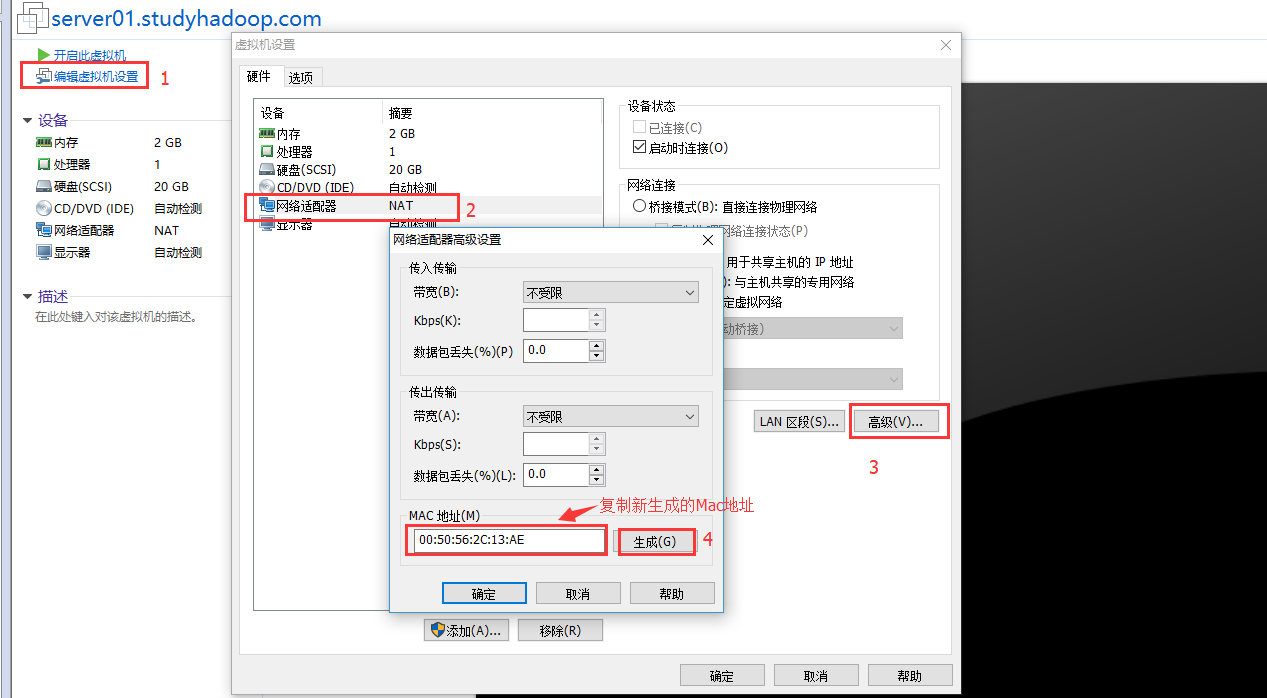 server01.studyhadoop.com
开启此虚拟机
编辑虚拟机设置
1
设备
内存 2 GB
处理器 1
硬盘(SCSI) 20 GB
CD/DVD (IDE) 自动检测
网络适配器 NAT
显示器 自动检测
描述
在此处键入对该虚拟机的描述。
虚拟机设置
硬件 选项
设备 摘要
内存 2 GB
处理器 1
硬盘(SCSI) 20 GB
CD/DVD (IDE) 自动检测
网络适配器 NAT
2
显示器 自动检测
设备状态
已连接(C)
启动时连接(O)
网络连接
桥接模式(B): 直接连接物理网络
网络连接状态(P)
用于共享主机的 IP 地址
): 与主机共享的专用网络
定虚拟网络
动桥接)
LAN 区段(S)...
高级(V)...
3
网络适配器高级设置
传入传输
带宽(B): 不受限
Kbps(K):
数据包丢失(%)(P) 0.0
传出传输
带宽(A): 不受限
Kbps(S):
数据包丢失(%)(L): 0.0
复制新生成的Mac地址
MAC 地址(M)
00:50:56:2C:13:AE 生成(G) 4
确定 取消 帮助
添加(A)... 移除(R)
确定 取消 帮助